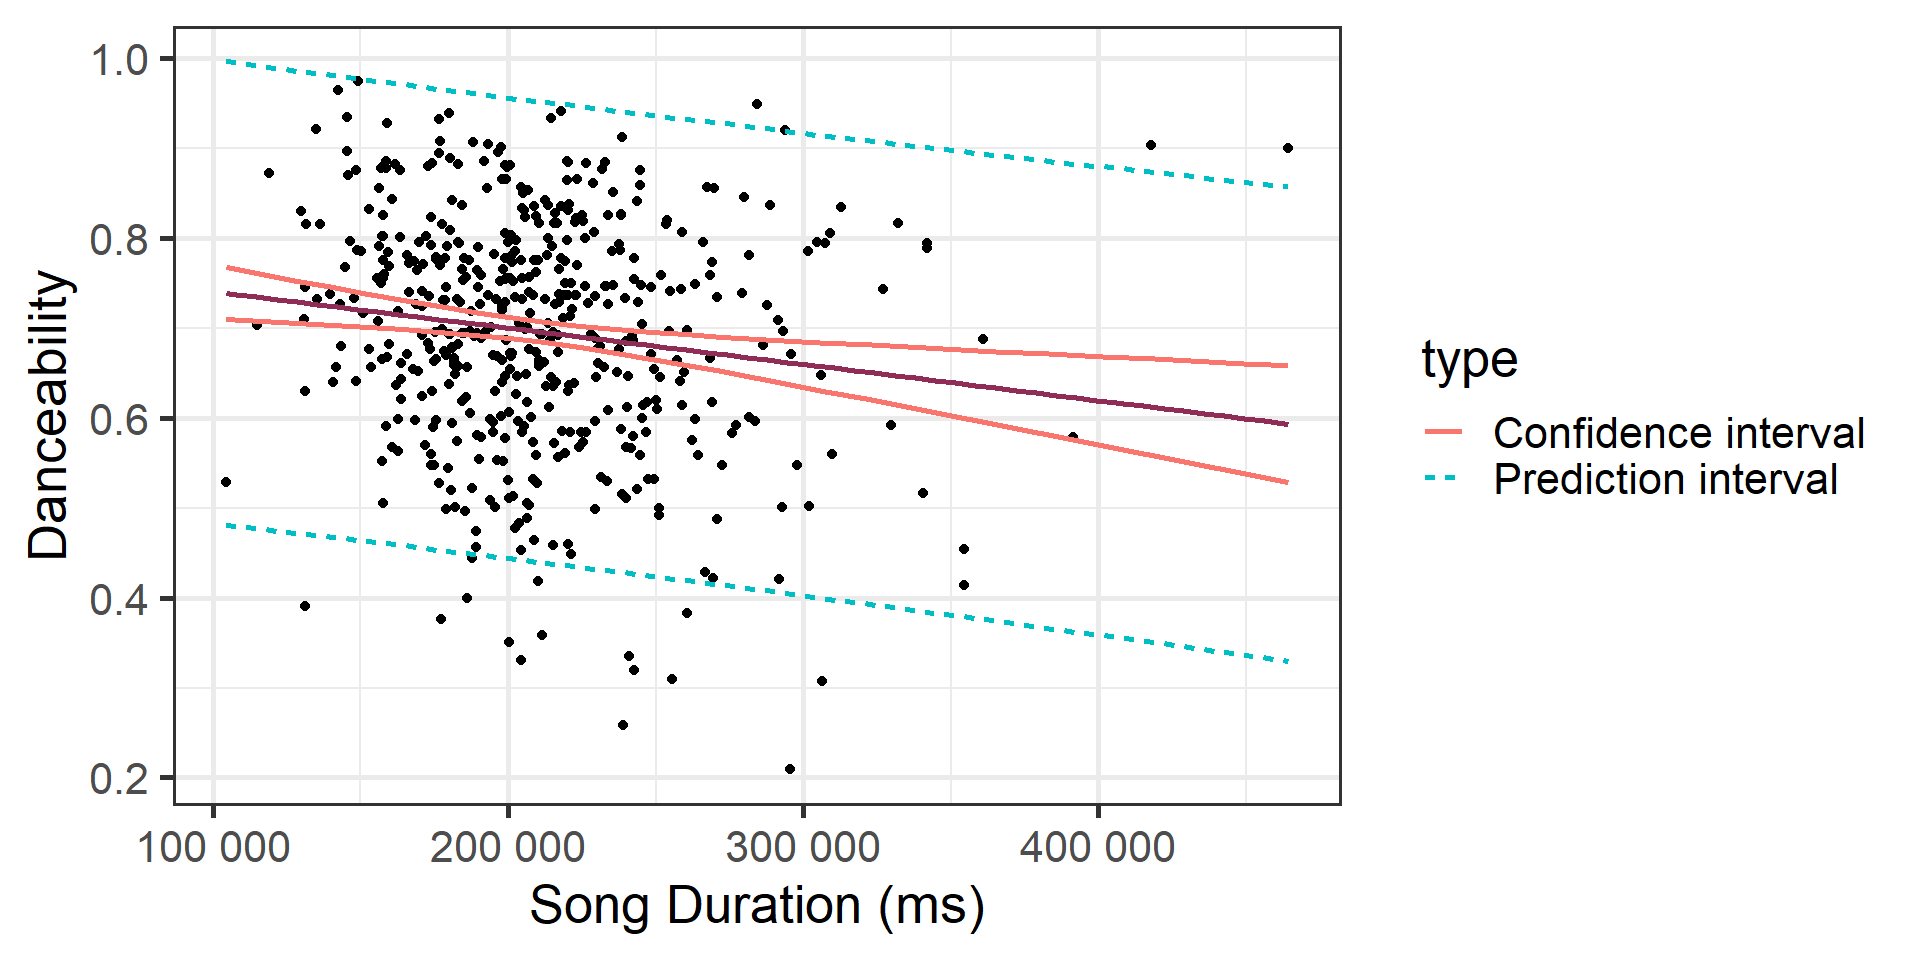 1.0
0.8
0.6
0.4
0.2
Danceability
100 000 200 000 300 000 400 000
Song Duration (ms)
type
Confidence interval
Prediction interval